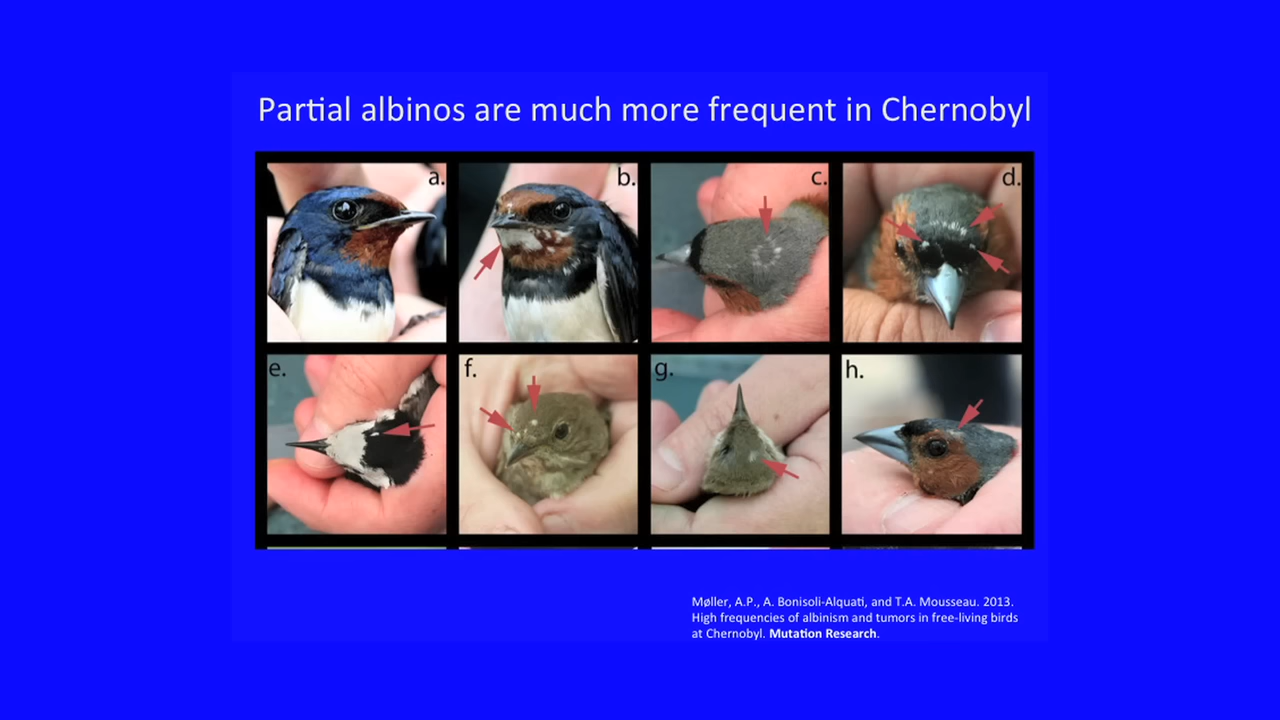 Partial albinos are much more frequent in Chernobyl
a.
b.
c.
d.
e.
f.
g.
h.
Møller, A.P., A. Bonisoli-Alquati, and T.A. Mousseau. 2013.
High frequencies of albinism and tumors in free-living birds
at Chernobyl. Mutation Research.